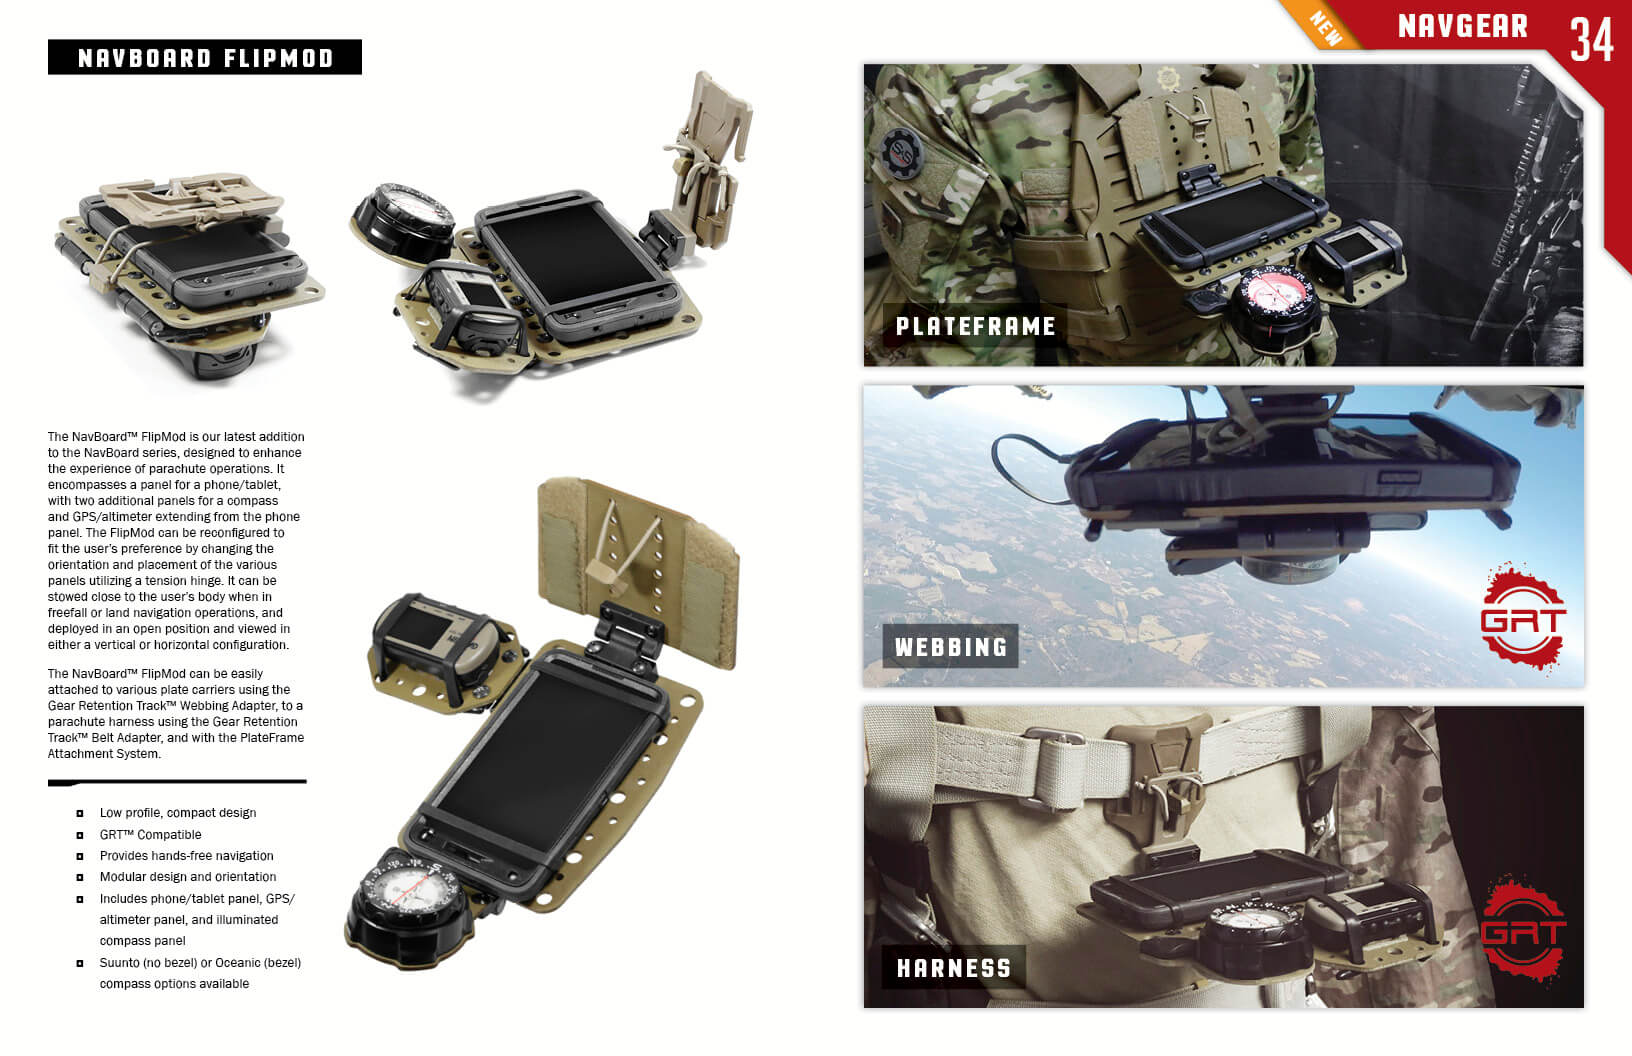 NAVBOARD FLIPMOD
The NavBoard™ FlipMod is our latest addition
to the NavBoard series, designed to enhance
the experience of parachute operations. It
encompasses a panel for a phone/tablet,
with two additional panels for a compass
and GPS/altimeter extending from the phone
panel. The FlipMod can be reconfigured to
fit the user's preference by changing the
orientation and placement of the various
panels utilizing a tension hinge. It can be
stowed close to the user's body when in
freefall or land navigation operations, and
deployed in an open position and viewed in
either a vertical or horizontal configuration.
The NavBoard™ FlipMod can be easily
attached to various plate carriers using the
Gear Retention Track™ Webbing Adapter, to a
parachute harness using the Gear Retention
Track™ Belt Adapter, and with the PlateFrame
Attachment System.
Low profile, compact design
GRT™ Compatible
Provides hands-free navigation
Modular design and orientation
Includes phone/tablet panel, GPS/
altimeter panel, and illuminated
compass panel
Suunto (no bezel) or Oceanic (bezel)
compass options available
NEW
NAVGEAR
34
S&S
PLATEFRAME
WEBBING
GRT
HARNESS
GRT